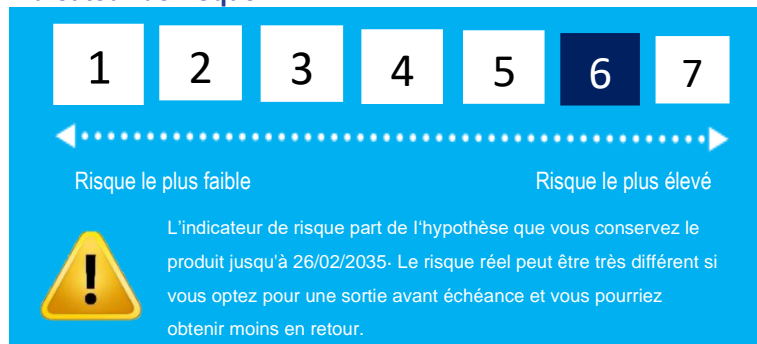 1 2 3 4 5 6 7
Risque le plus faible Risque le plus élevé
L'indicateur de risque part de l'hypothèse que vous conservez le
produit jusqu'à 26/02/2035. Le risque réel peut être très différent si
vous optez pour une sortie avant échéance et vous pourriez
obtenir moins en retour.